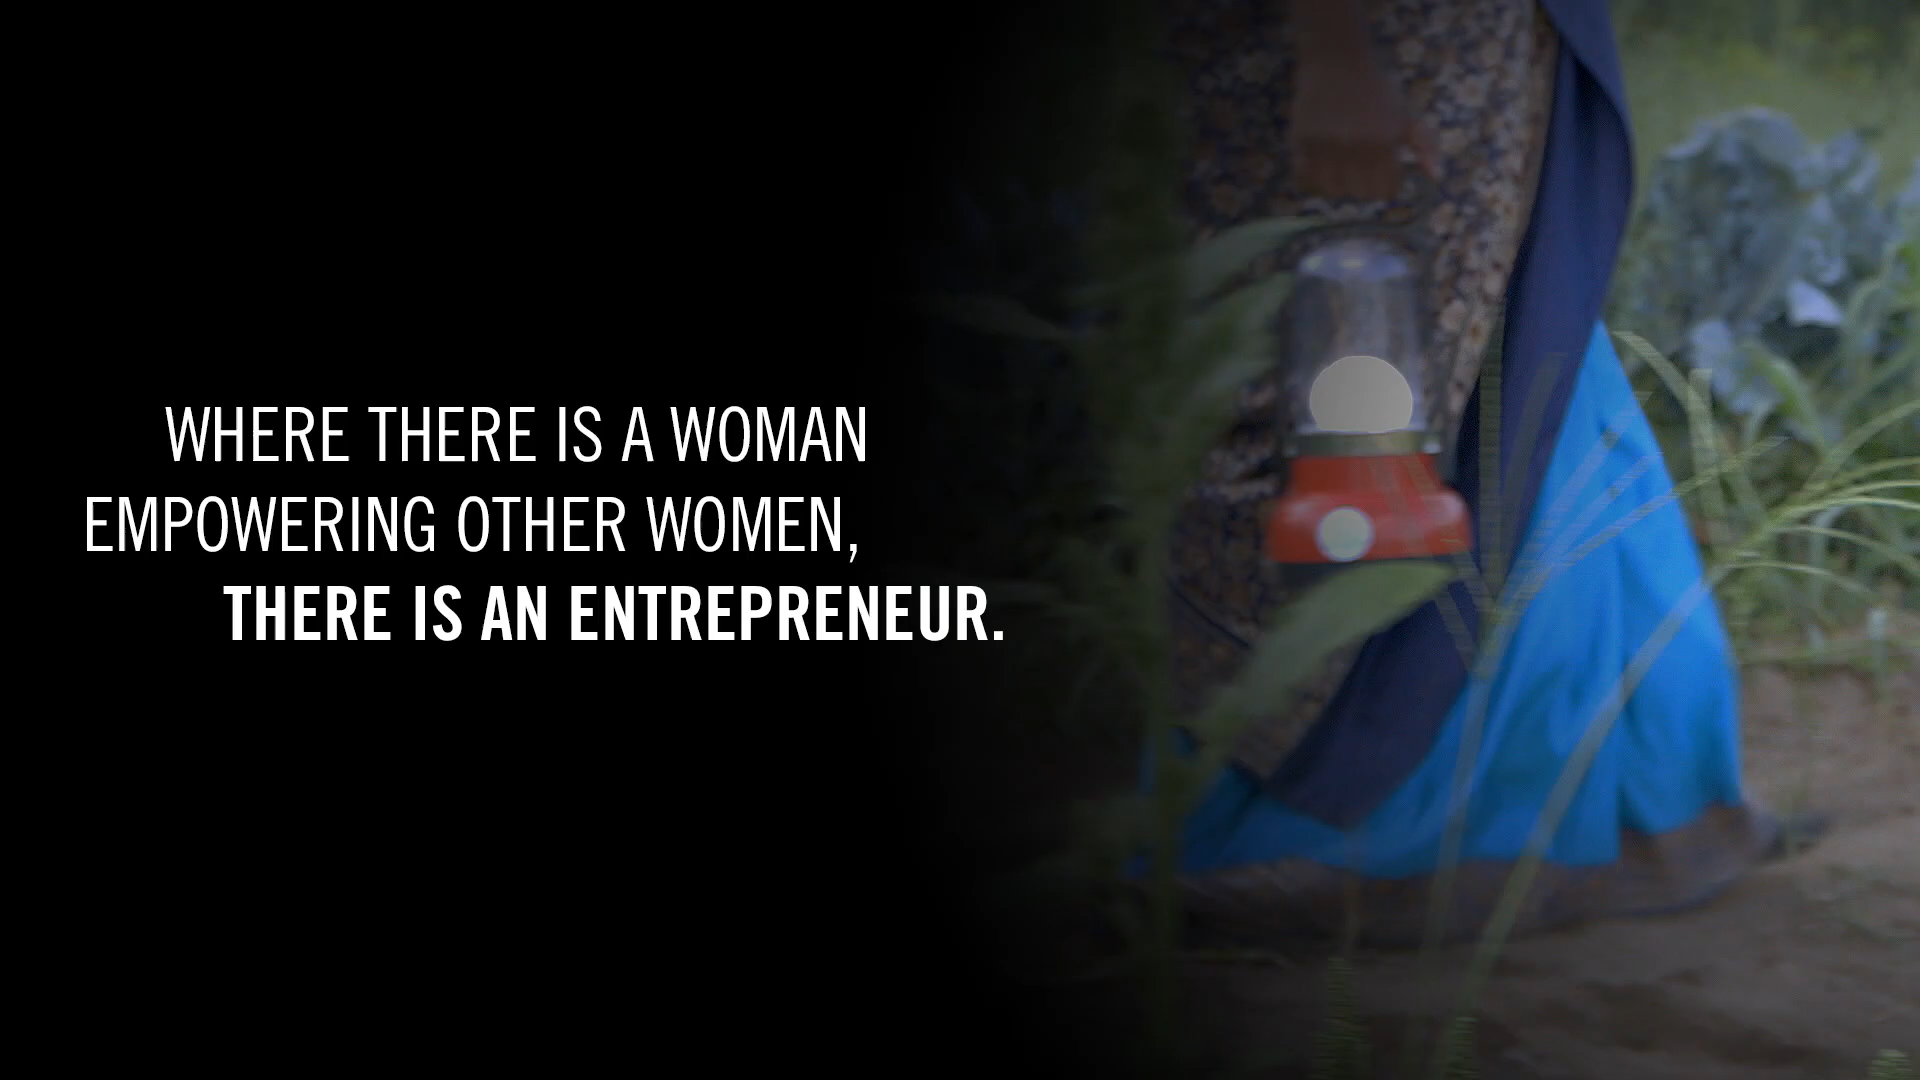 WHERE THERE IS A WOMAN
EMPOWERING OTHER WOMEN,
THERE IS AN ENTREPRENEUR.